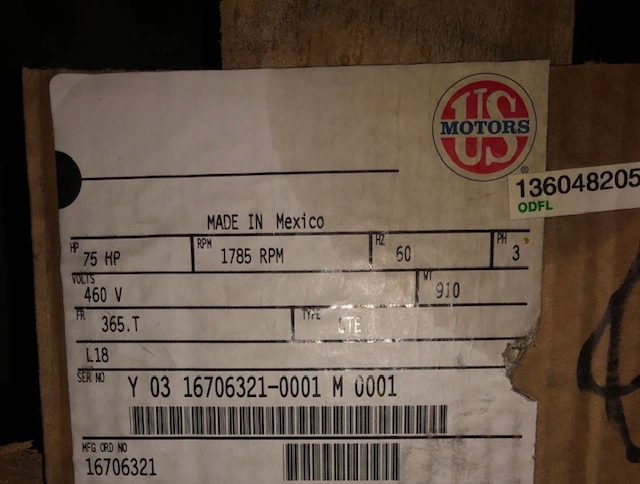 US
MOTORS
®
136048205
ODFL
MADE IN Mexico
HP 75 HP RPM 1785 RPM HZ 60 PH 3
VOLTS 460 V WT 910
FR 365.T TYPE
L18
SER NO Y 03 16706321-0001 M 0001
MFG ORD NO
16706321